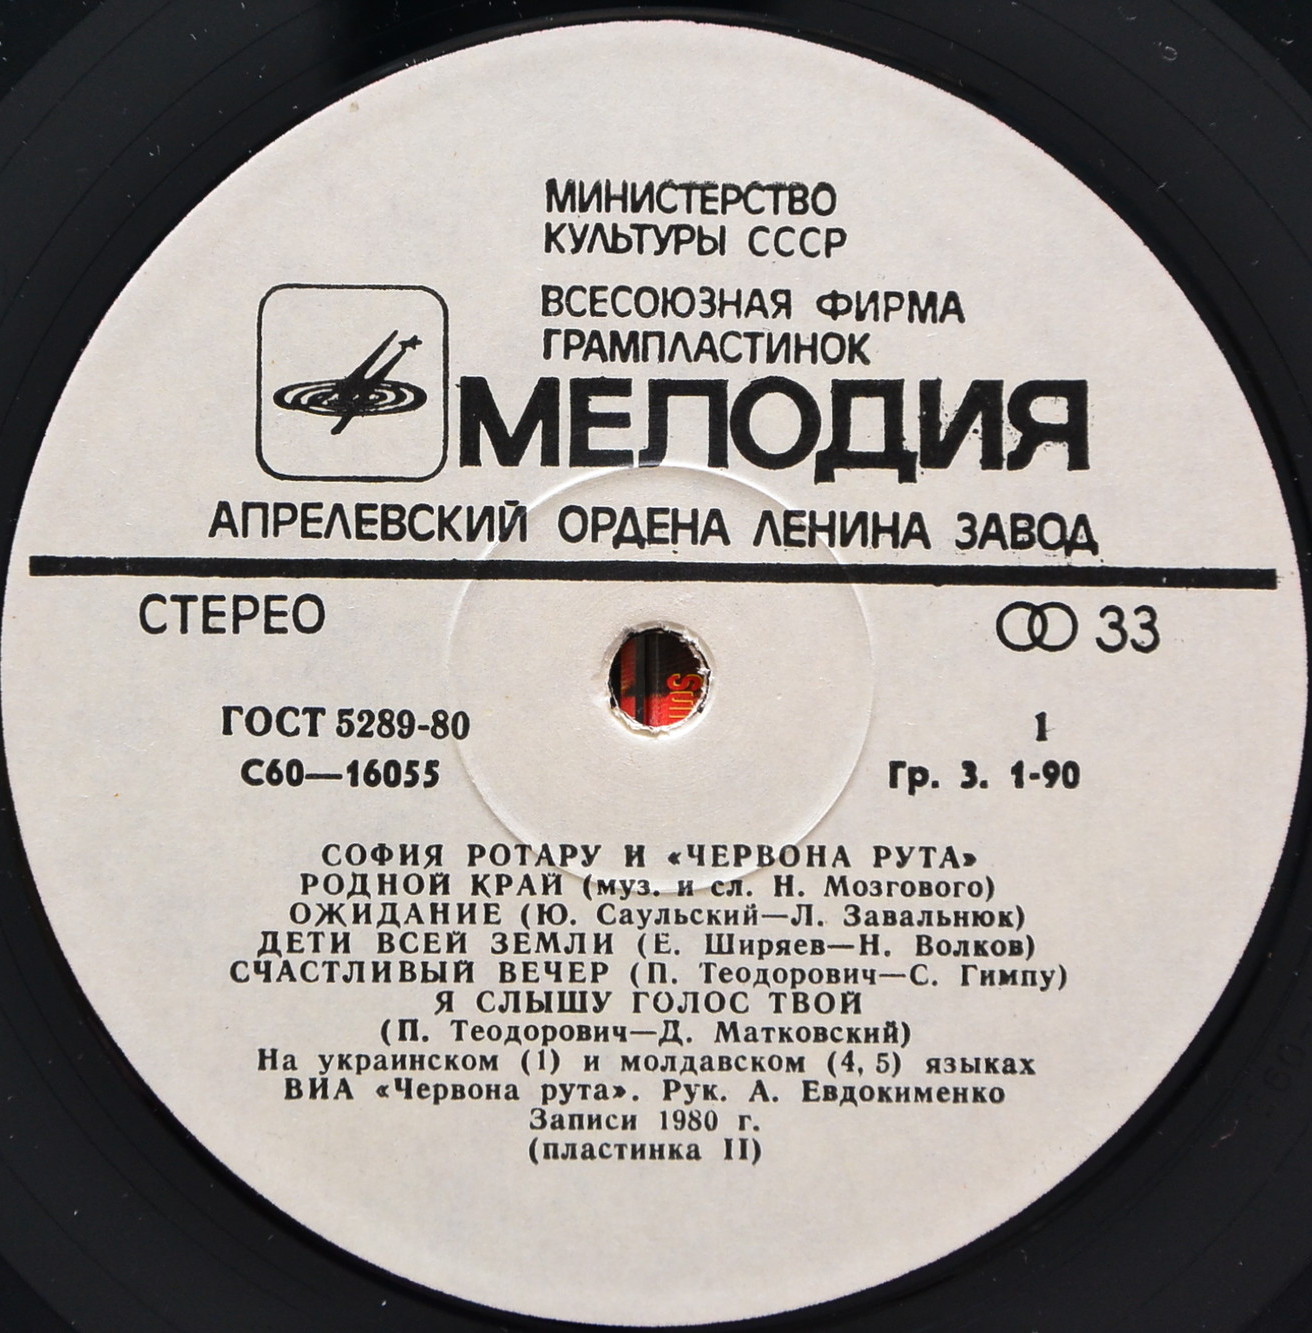 МИНИСТЕРСТВО
КУЛЬТУРЫ СССР
ВСЕСОЮЗНАЯ ФИРМА
ГРАМПЛАСТИНОК
МЕЛОДИЯ
АПРЕЛЕВСКИЙ ОРДЕНА ЛЕНИНА ЗАВОД
СТЕРЕО
33
ГОСТ 5289-80
1
С60—16055
Гр. 3. 1-90
СОФИЯ РОТАРУ И «ЧЕРВОНА РУТА»
РОДНОЙ КРАЙ (муз. и сл. Н. Мозгового)
ОЖИДАНИЕ (Ю. Саульский—Л. Завальнюк)
ДЕТИ ВСЕЙ ЗЕМЛИ (Е. Ширяев—Н. Волков)
СЧАСТЛИВЫЙ ВЕЧЕР (П. Теодорович—С. Гимпу)
Я СЛЫШУ ГОЛОС ТВОЙ
(П. Теодорович—Д. Матковский)
На украинском (1) и молдавском (4, 5) языках
ВИА «Червона рута». Рук. А. Евдокименко
Записи 1980 г.
(пластинка II)